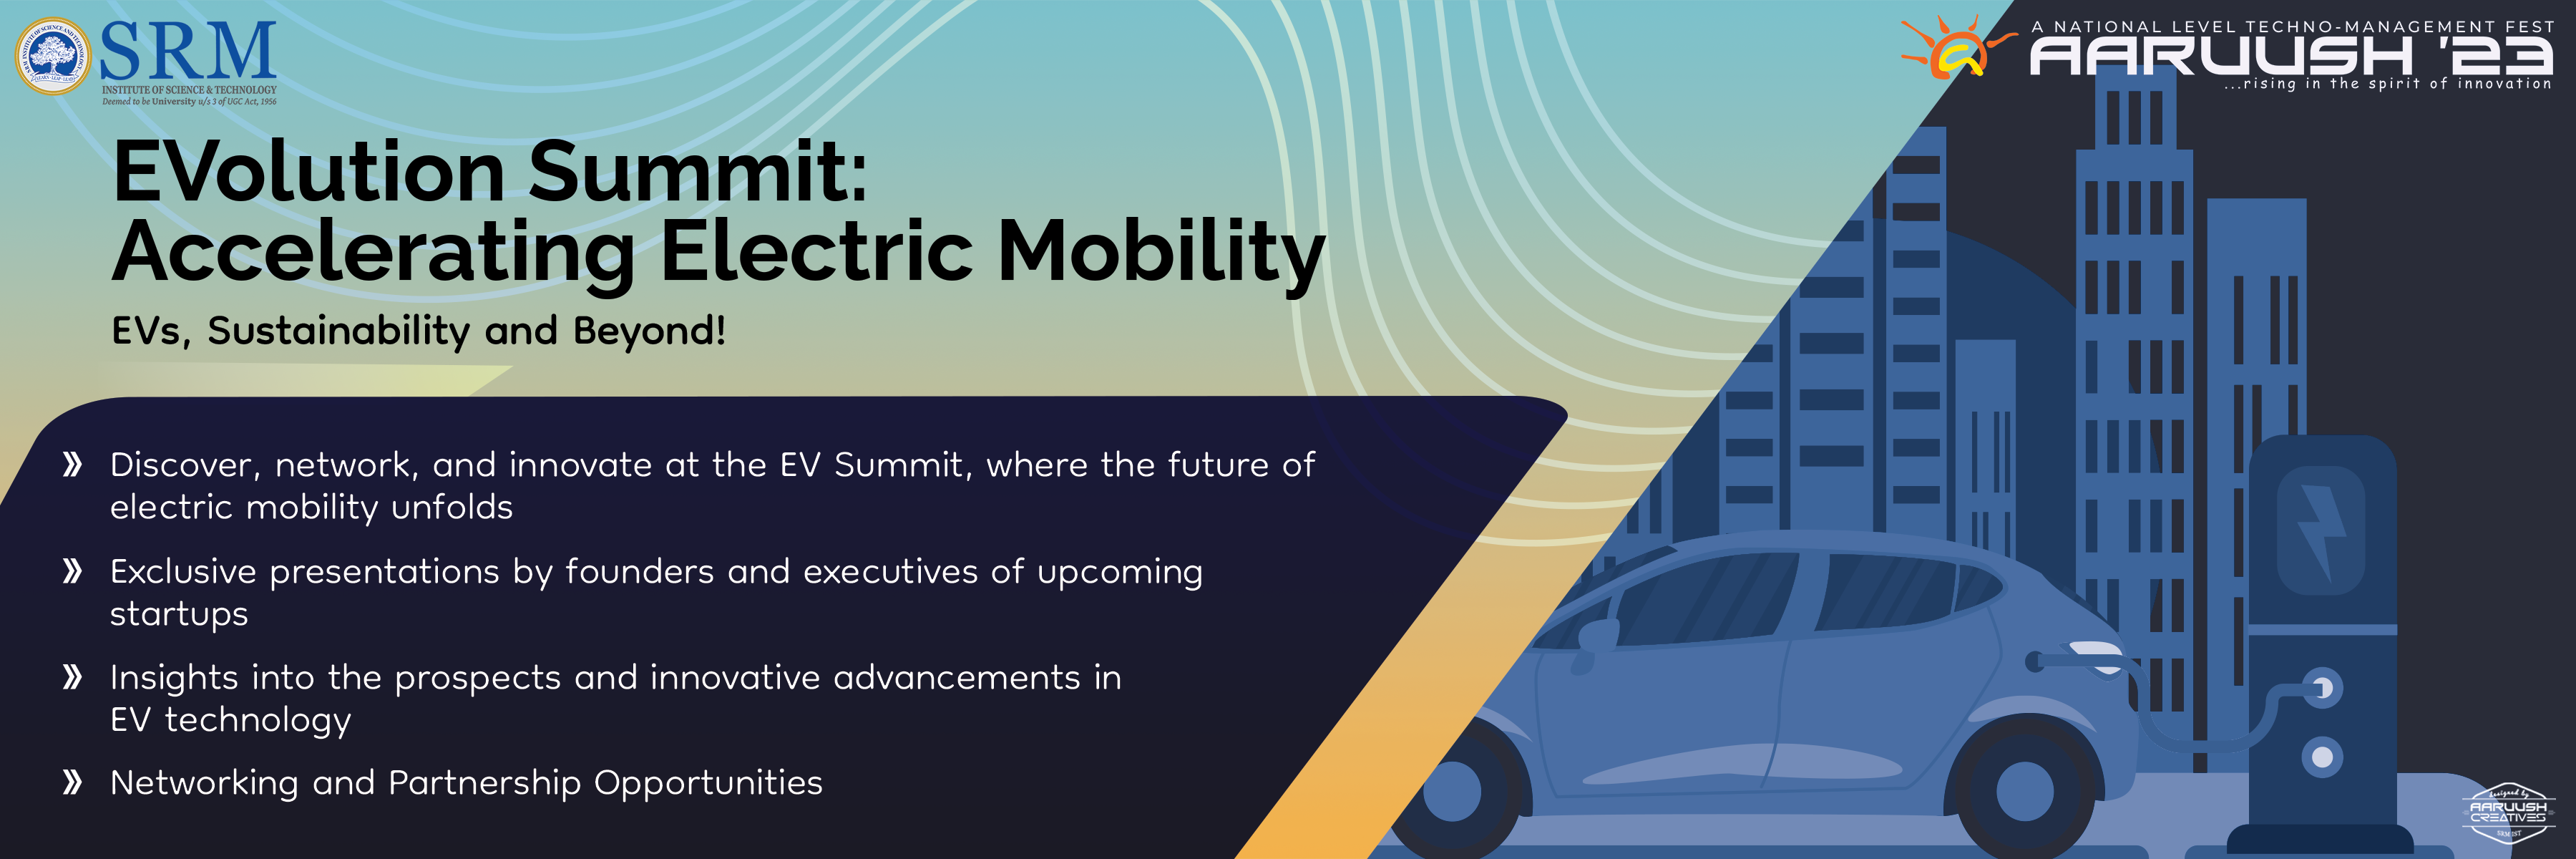 SRM
INSTITUTE OF SCIENCE & TECHNOLOGY
Deemed to be University u/s 3 of UGC Act, 1956
A NATIONAL LEVEL TECHNO-MANAGEMENT FEST
AARUUSH '23
...rising in the spirit of innovation
EVolution Summit:
Accelerating Electric Mobility
EVs, Sustainability and Beyond!
Discover, network, and innovate at the EV Summit, where the future of
electric mobility unfolds
Exclusive presentations by founders and executives of upcoming
startups
Insights into the prospects and innovative advancements in
EV technology
Networking and Partnership Opportunities
designed by
AARUUSH
CREATIVES
SRM IST